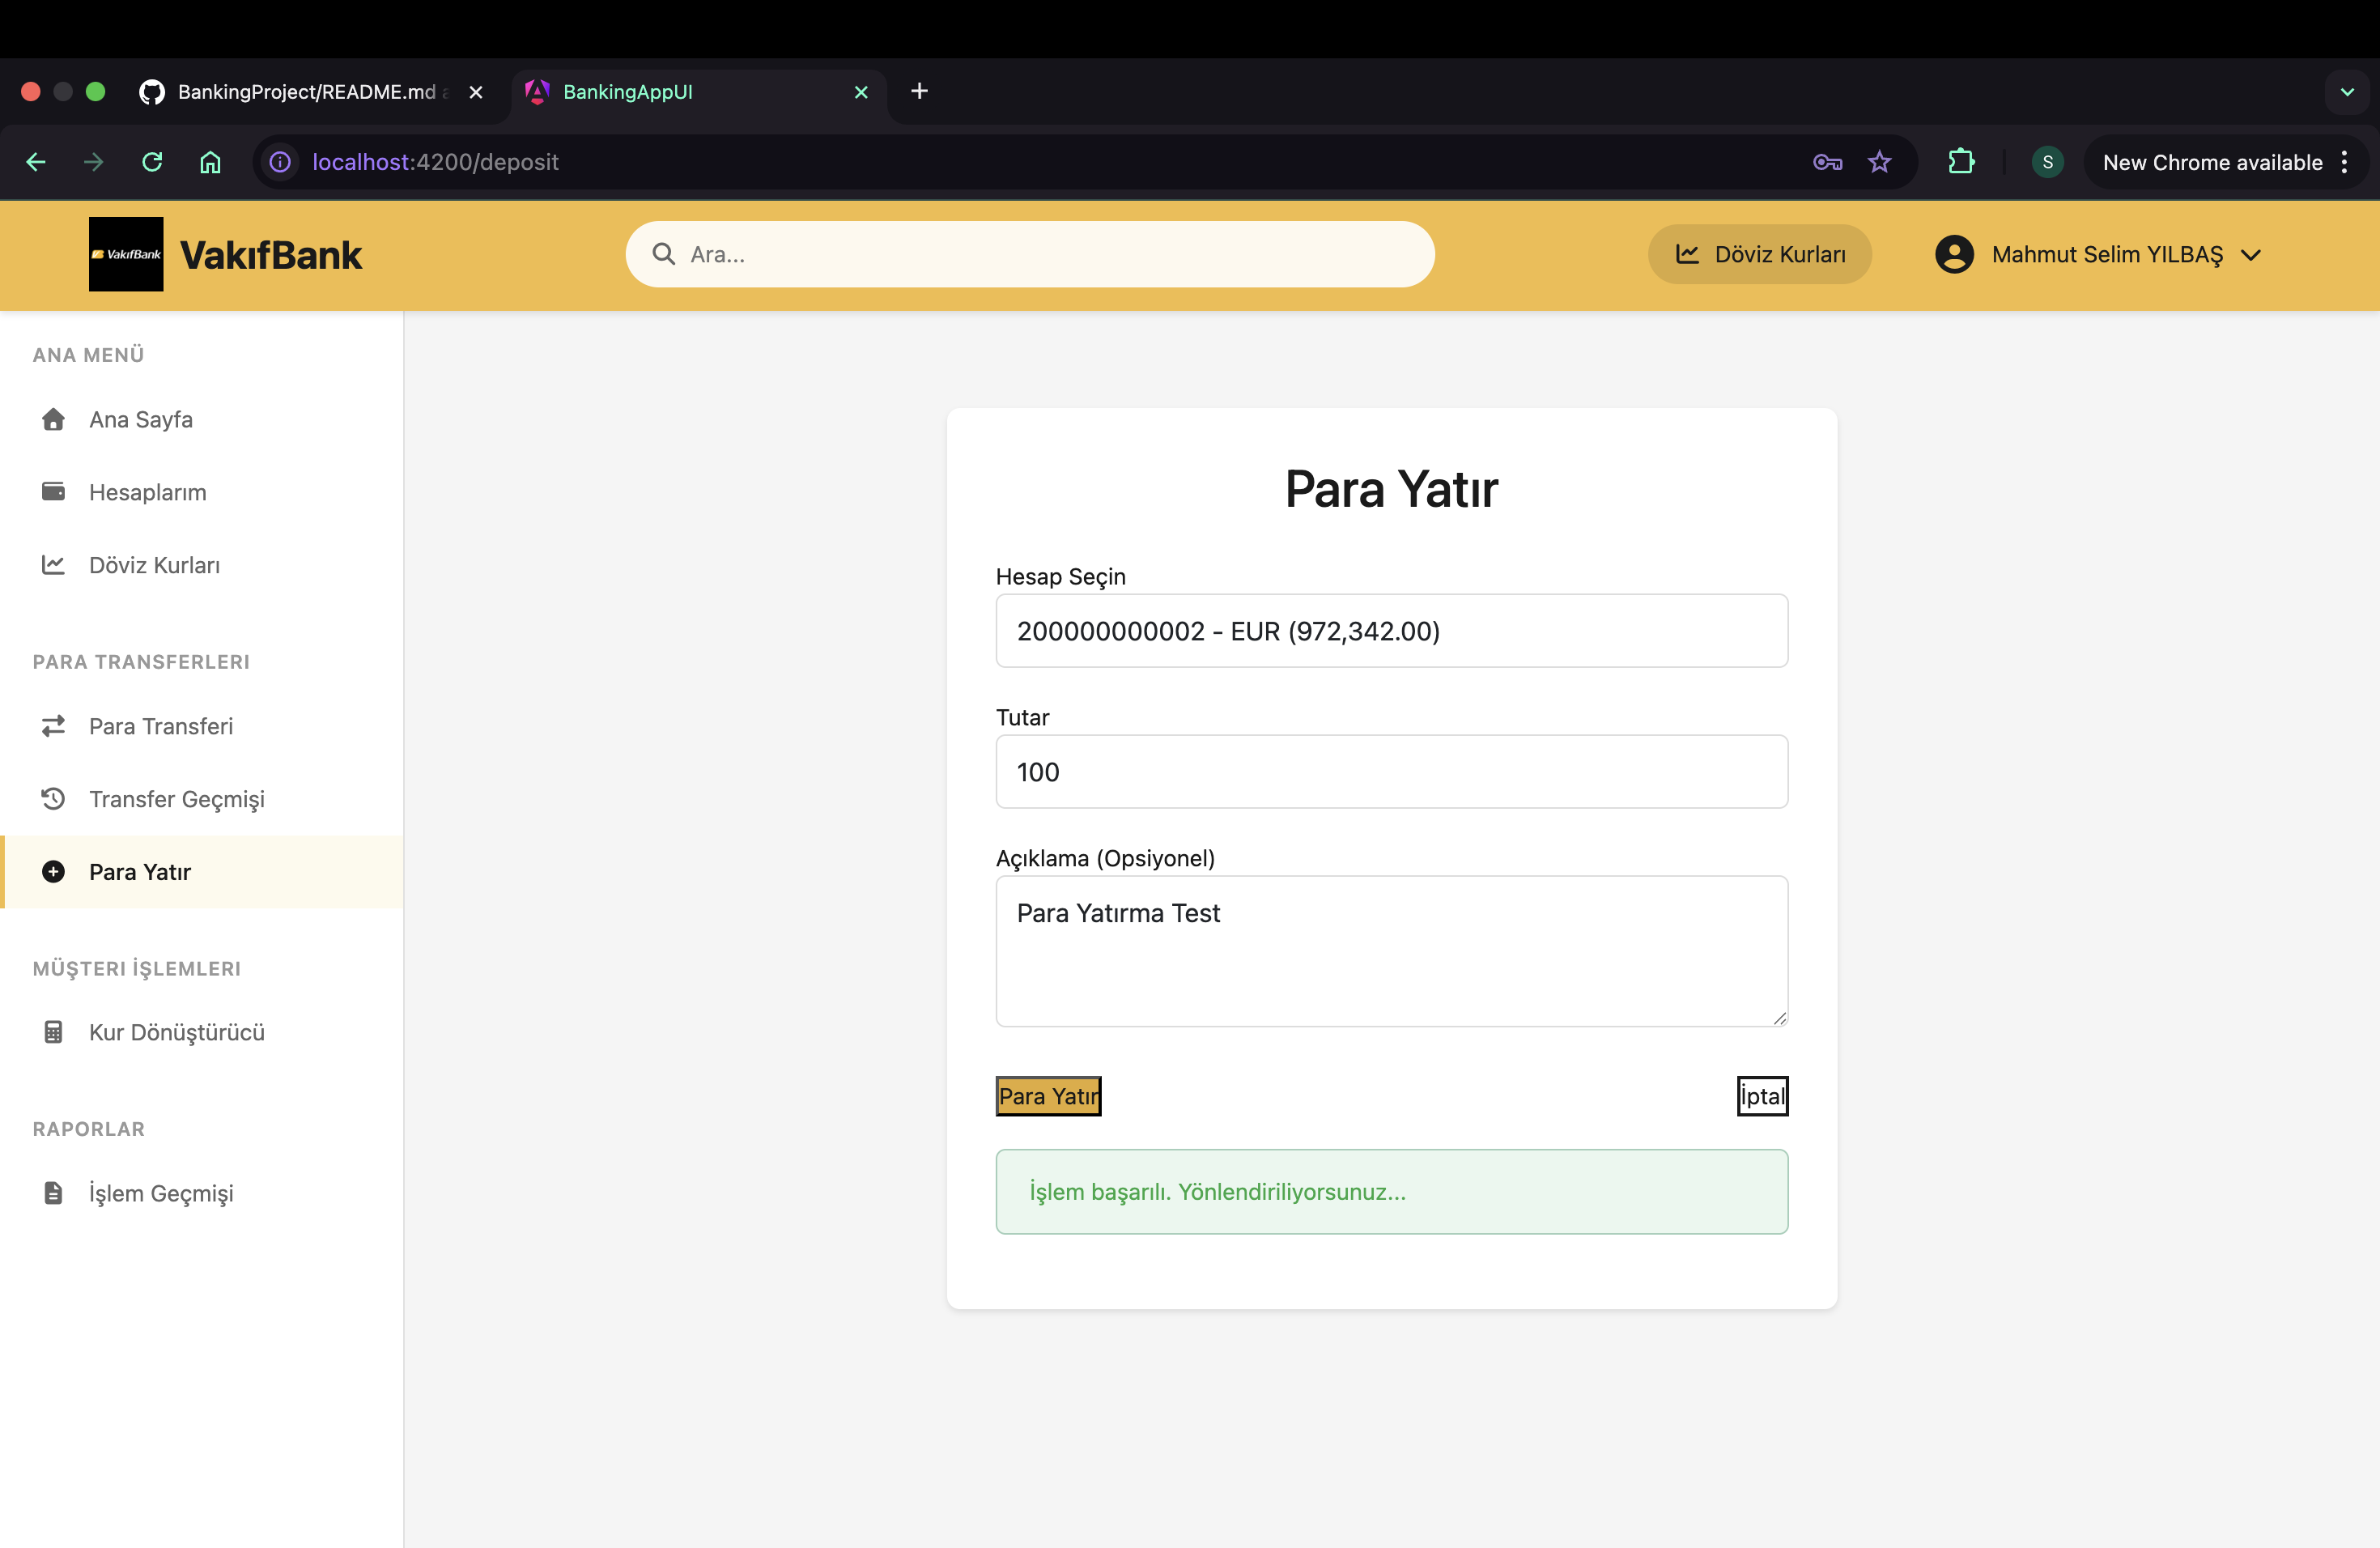 BankingProject/README.md a
BankingAppUI
localhost:4200/deposit
S
New Chrome available
VakıfBank
VakıfBank
Ara...
Döviz Kurları
Mahmut Selim YILBAŞ
ANA MENÜ
Ana Sayfa
Hesaplarım
Döviz Kurları
PARA TRANSFERLERI
Para Transferi
Transfer Geçmişi
Para Yatır
MÜŞTERI İŞLEMLERI
Kur Dönüştürücü
RAPORLAR
İşlem Geçmişi
Para Yatır
Hesap Seçin
200000000002 - EUR (972,342.00)
Tutar
100
Açıklama (Opsiyonel)
Para Yatırma Test
Para Yatır
İptal
İşlem başarılı. Yönlendiriliyorsunuz...